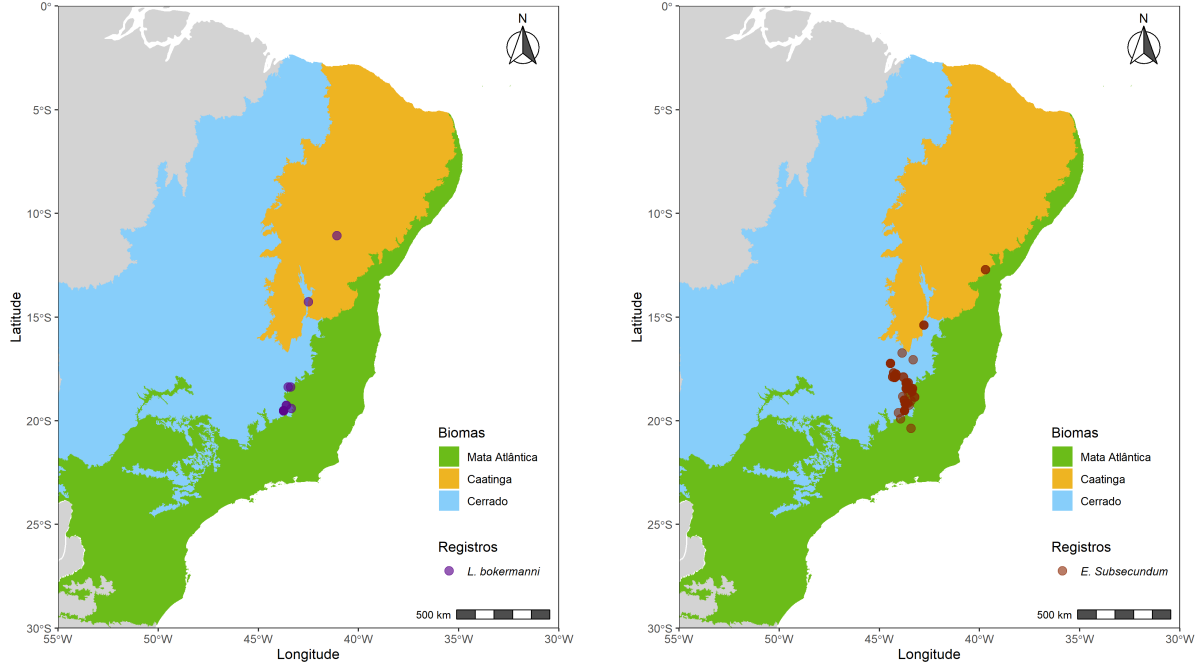 N
0°
5°S
10°S
15°S
20°S
25°S
30°S
Latitude
Biomas
Mata Atlântica
Caatinga
Cerrado
Registros
L. bokermanni
500 km
55°W 50°W 45°W 40°W 35°W 30°W
Longitude
N
0°
5°S
10°S
15°S
20°S
25°S
30°S
Latitude
Biomas
Mata Atlântica
Caatinga
Cerrado
Registros
E. Subsecundum
500 km
55°W 50°W 45°W 40°W 35°W 30°W
Longitude